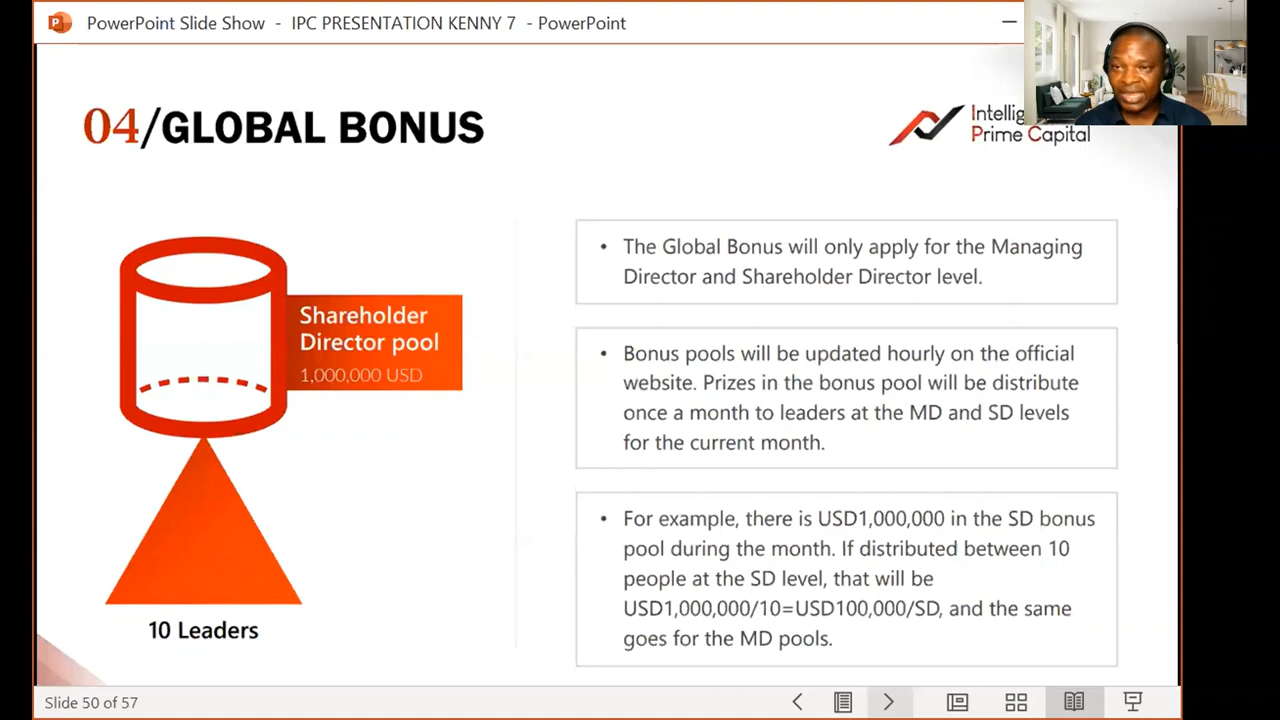 PowerPoint Slide Show - IPC PRESENTATION KENNY 7 - PowerPoint
04/GLOBAL BONUS
Prime Capital
Shareholder
Director pool
1,000,000 USD
10 Leaders
• The Global Bonus will only apply for the Managing
Director and Shareholder Director level.
• Bonus pools will be updated hourly on the official
website. Prizes in the bonus pool will be distribute
once a month to leaders at the MD and SD levels
for the current month.
• For example, there is USD1,000,000 in the SD bonus
pool during the month. If distributed between 10
people at the SD level, that will be
USD1,000,000/10=USD100,000/SD, and the same
goes for the MD pools.
Slide 50 of 57